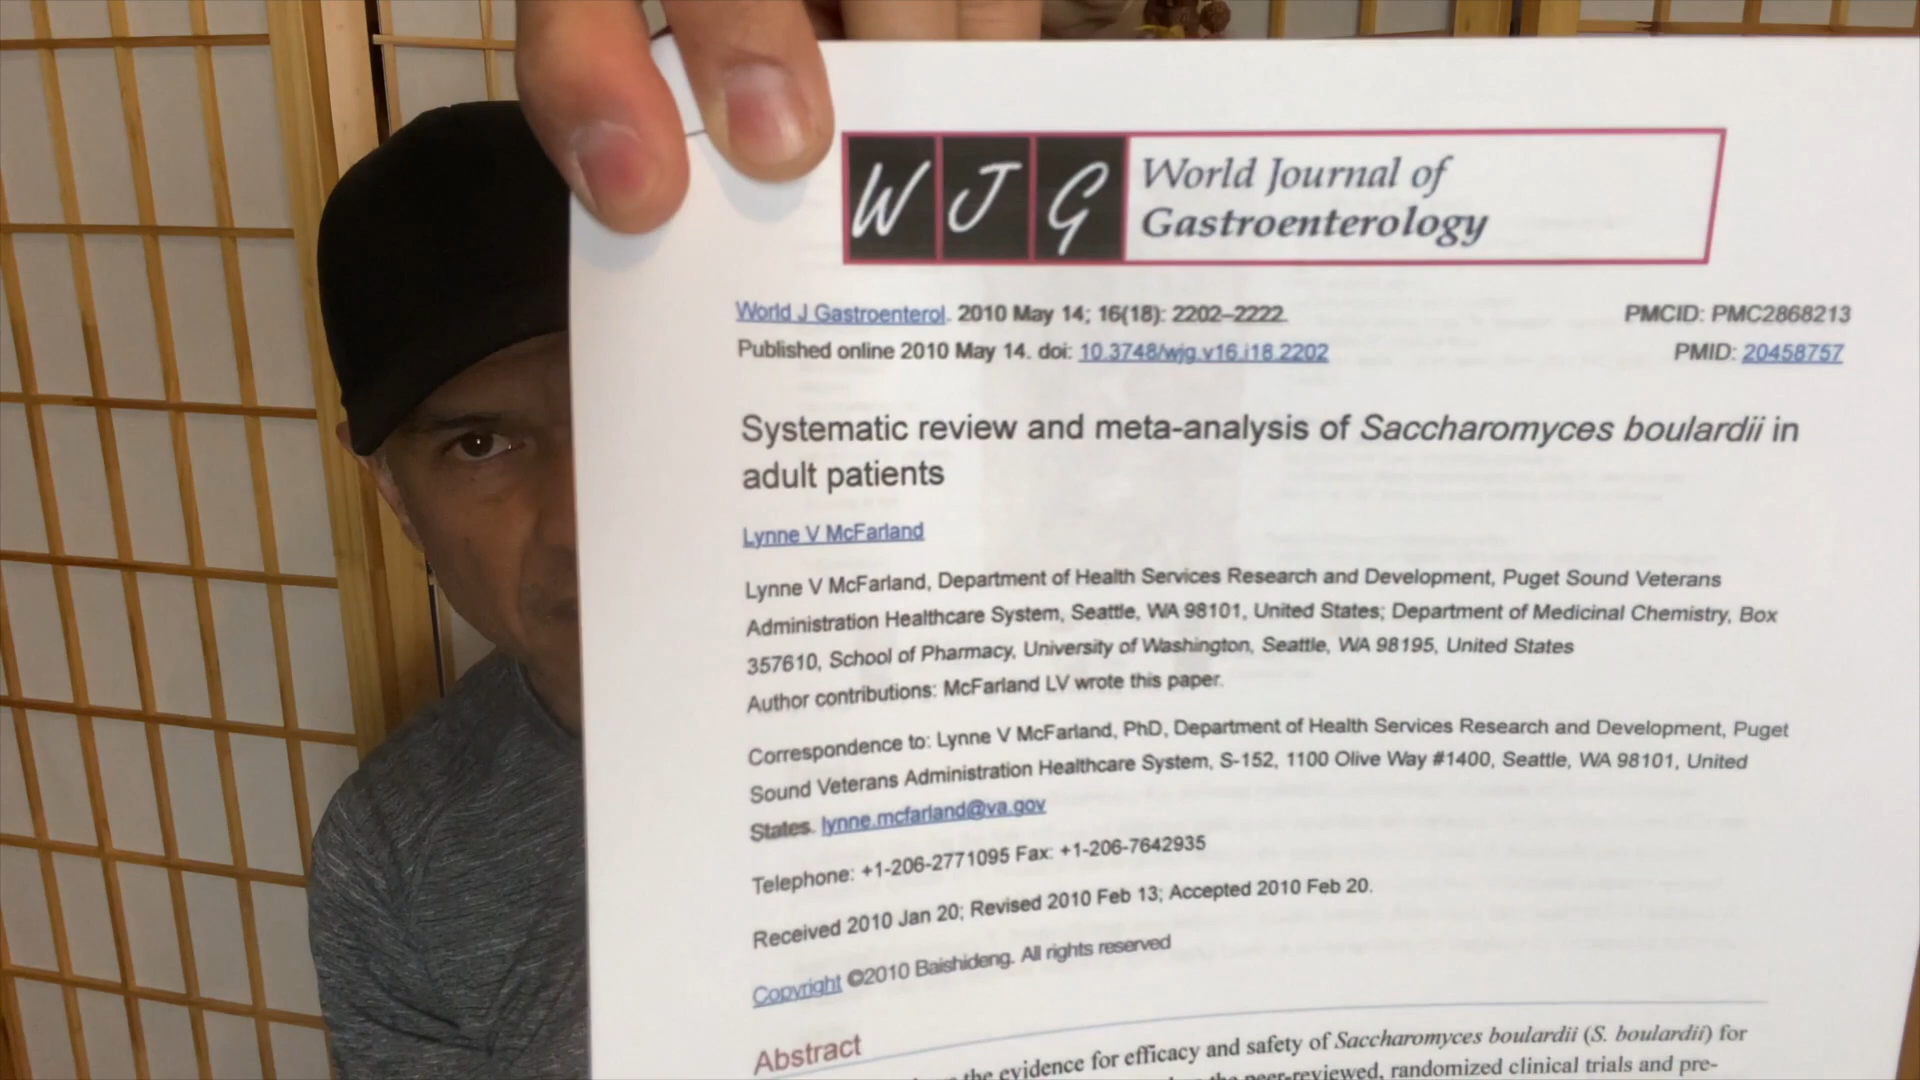 W J G World Journal of
Gastroenterology
World J Gastroenterol. 2010 May 14; 16(18): 2202–2222.
PMCID: PMC2868213
Published online 2010 May 14. doi: 10.3748/wjg.v16.i18.2202
PMID: 20458757
Systematic review and meta-analysis of Saccharomyces boulardii in
adult patients
Lynne V McFarland
Lynne V McFarland, Department of Health Services Research and Development, Puget Sound Veterans
Administration Healthcare System, Seattle, WA 98101, United States; Department of Medicinal Chemistry, Box
357610, School of Pharmacy, University of Washington, Seattle, WA 98195, United States
Author contributions: McFarland LV wrote this paper.
Correspondence to: Lynne V McFarland, PhD, Department of Health Services Research and Development, Puget
Sound Veterans Administration Healthcare System, S-152, 1100 Olive Way #1400, Seattle, WA 98101, United
States. lynne.mcfarland@va.gov
Telephone: +1-206-2771095 Fax: +1-206-7642935
Received 2010 Jan 20; Revised 2010 Feb 13; Accepted 2010 Feb 20.
Copyright ©2010 Baishideng. All rights reserved
Abstract
the evidence for efficacy and safety of Saccharomyces boulardii (S. boulardii) for
peer-reviewed, randomized clinical trials and pre-